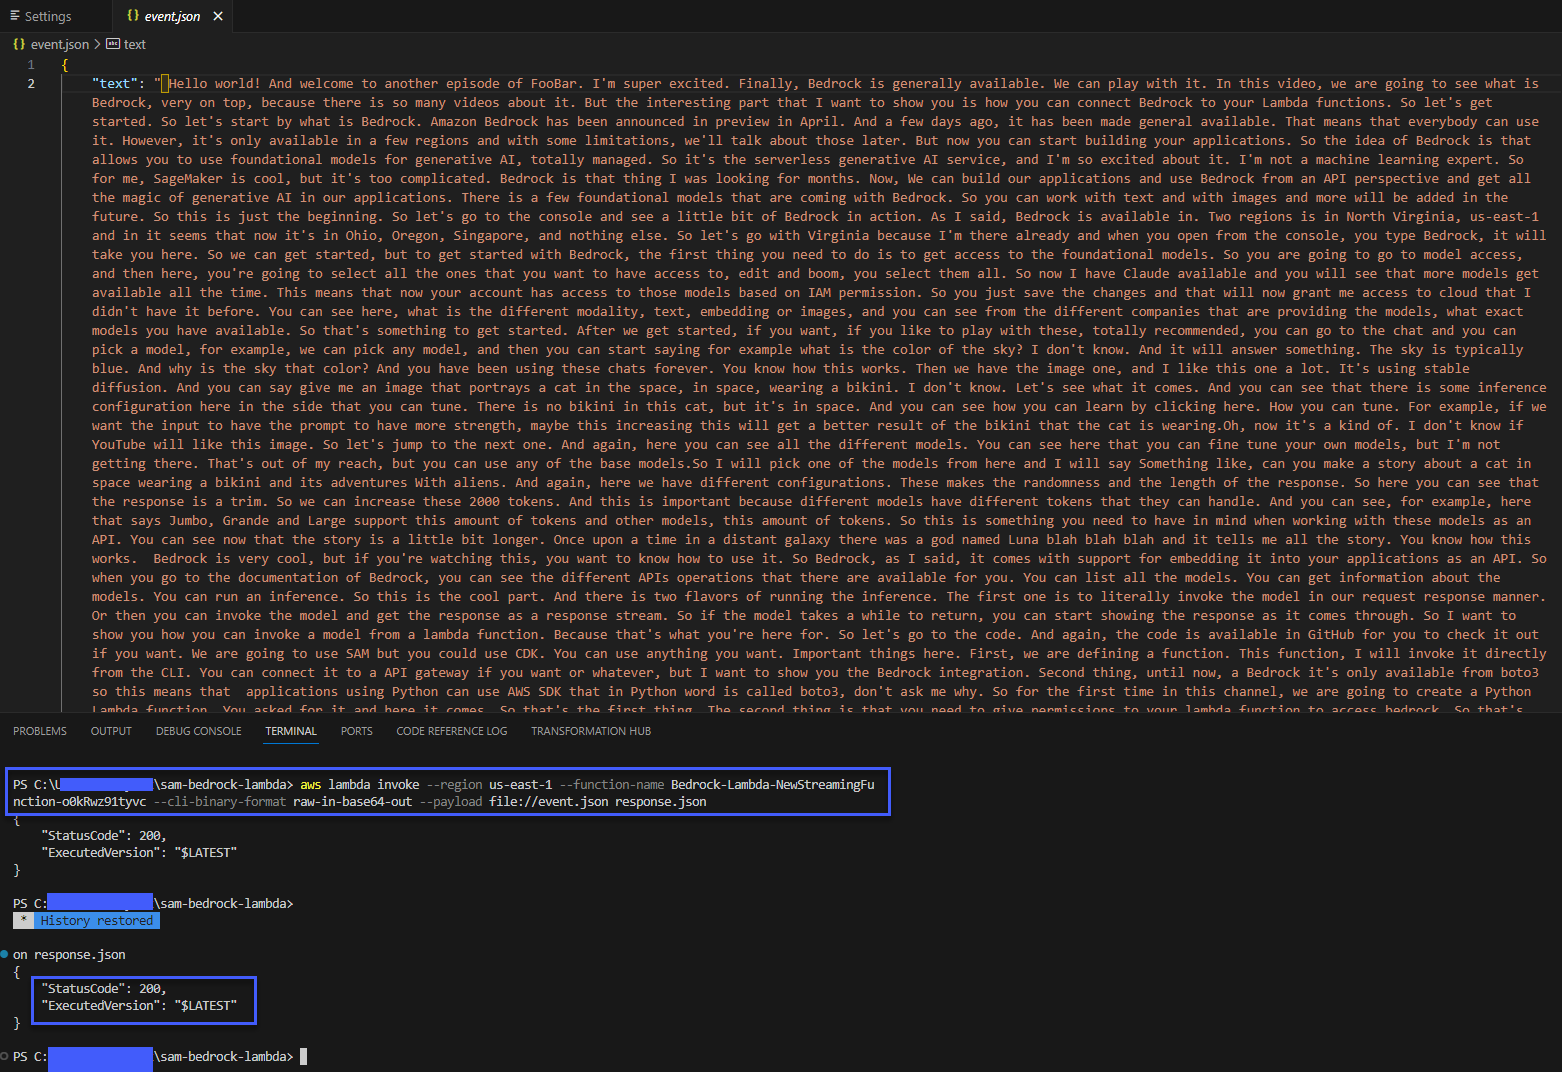 Settings
{} event.json ×
{} event.json > abc text
1 {
2 "text": " Hello world! And welcome to another episode of FooBar. I'm super excited. Finally, Bedrock is generally available. We can play with it. In this video, we are going to see what is
Bedrock, very on top, because there is so many videos about it. But the interesting part that I want to show you is how you can connect Bedrock to your Lambda functions. So let's get
started. So let's start by what is Bedrock. Amazon Bedrock has been announced in preview in April. And a few days ago, it has been made general available. That means that everybody can use
it. However, it's only available in a few regions and with some limitations, we'll talk about those later. But now you can start building your applications. So the idea of Bedrock is that
allows you to use foundational models for generative AI, totally managed. So it's the serverless generative AI service, and I'm so excited about it. I'm not a machine learning expert. So
for me, SageMaker is cool, but it's too complicated. Bedrock is that thing I was looking for months. Now, We can build our applications and use Bedrock from an API perspective and get all
the magic of generative AI in our applications. There is a few foundational models that are coming with Bedrock. So you can work with text and with images and more will be added in the
future. So this is just the beginning. So let's go to the console and see a little bit of Bedrock in action. As I said, Bedrock is available in. Two regions is in North Virginia, us-east-1
and in it seems that now it's in Ohio, Oregon, Singapore, and nothing else. So let's go with Virginia because I'm there already and when you open from the console, you type Bedrock, it will
take you here. So we can get started, but to get started with Bedrock, the first thing you need to do is to get access to the foundational models. So you are going to go to model access,
and then here, you're going to select all the ones that you want to have access to, edit and boom, you select them all. So now I have Claude available and you will see that more models get
available all the time. This means that now your account has access to those models based on IAM permission. So you just save the changes and that will now grant me access to cloud that I
didn't have it before. You can see here, what is the different modality, text, embedding or images, and you can see from the different companies that are providing the models, what exact
models you have available. So that's something to get started. After we get started, if you want, if you like to play with these, totally recommended, you can go to the chat and you can
pick a model, for example, we can pick any model, and then you can start saying for example what is the color of the sky? I don't know. And it will answer something. The sky is typically
blue. And why is the sky that color? And you have been using these chats forever. You know how this works. Then we have the image one, and I like this one a lot. It's using stable
diffusion. And you can say give me an image that portrays a cat in the space, in space, wearing a bikini. I don't know. Let's see what it comes. And you can see that there is some inference
configuration here in the side that you can tune. There is no bikini in this cat, but it's in space. And you can see how you can learn by clicking here. How you can tune. For example, if we
want the input to have the prompt to have more strength, maybe this increasing this will get a better result of the bikini that the cat is wearing.Oh, now it's a kind of. I don't know if
YouTube will like this image. So let's jump to the next one. And again, here you can see all the different models. You can see here that you can fine tune your own models, but I'm not
getting there. That's out of my reach, but you can use any of the base models.So I will pick one of the models from here and I will say Something like, can you make a story about a cat in
space wearing a bikini and its adventures With aliens. And again, here we have different configurations. These makes the randomness and the length of the response. So here you can see that
the response is a trim. So we can increase these 2000 tokens. And this is important because different models have different tokens that they can handle. And you can see, for example, here
that says Jumbo, Grande and Large support this amount of tokens and other models, this amount of tokens. So this is something you need to have in mind when working with these models as an
API. You can see now that the story is a little bit longer. Once upon a time in a distant galaxy there was a god named Luna blah blah blah and it tells me all the story. You know how this
works.  Bedrock is very cool, but if you're watching this, you want to know how to use it. So Bedrock, as I said, it comes with support for embedding it into your applications as an API. So
when you go to the documentation of Bedrock, you can see the different APIs operations that there are available for you. You can list all the models. You can get information about the
models. You can run an inference. So this is the cool part. And there is two flavors of running the inference. The first one is to literally invoke the model in our request response manner.
Or then you can invoke the model and get the response as a response stream. So if the model takes a while to return, you can start showing the response as it comes through. So I want to
show you how you can invoke a model from a lambda function. Because that's what you're here for. So let's go to the code. And again, the code is available in GitHub for you to check it out
if you want. We are going to use SAM but you could use CDK. You can use anything you want. Important things here. First, we are defining a function. This function, I will invoke it directly
from the CLI. You can connect it to a API gateway if you want or whatever, but I want to show you the Bedrock integration. Second thing, until now, a Bedrock it's only available from boto3
so this means that  applications using Python can use AWS SDK that in Python word is called boto3, don't ask me why. So for the first time in this channel, we are going to create a Python
Lambda function. You asked for it and here it comes. So that's the first thing. The second thing is that you need to give permissions to your lambda function to access bedrock. So that's
PROBLEMS OUTPUT DEBUG CONSOLE TERMINAL PORTS CODE REFERENCE LOG TRANSFORMATION HUB
PS C:\ \sam-bedrock-lambda> aws lambda invoke --region us-east-1 --function-name Bedrock-Lambda-NewStreamingFu
nction-o0kRwz91tyvc --cli-binary-format raw-in-base64-out --payload file://event.json response.json
{
"StatusCode": 200,
"ExecutedVersion": "$LATEST"
}
PS C: \sam-bedrock-lambda>
* History restored
on response.json
{
"StatusCode": 200,
"ExecutedVersion": "$LATEST"
}
PS C: \sam-bedrock-lambda>